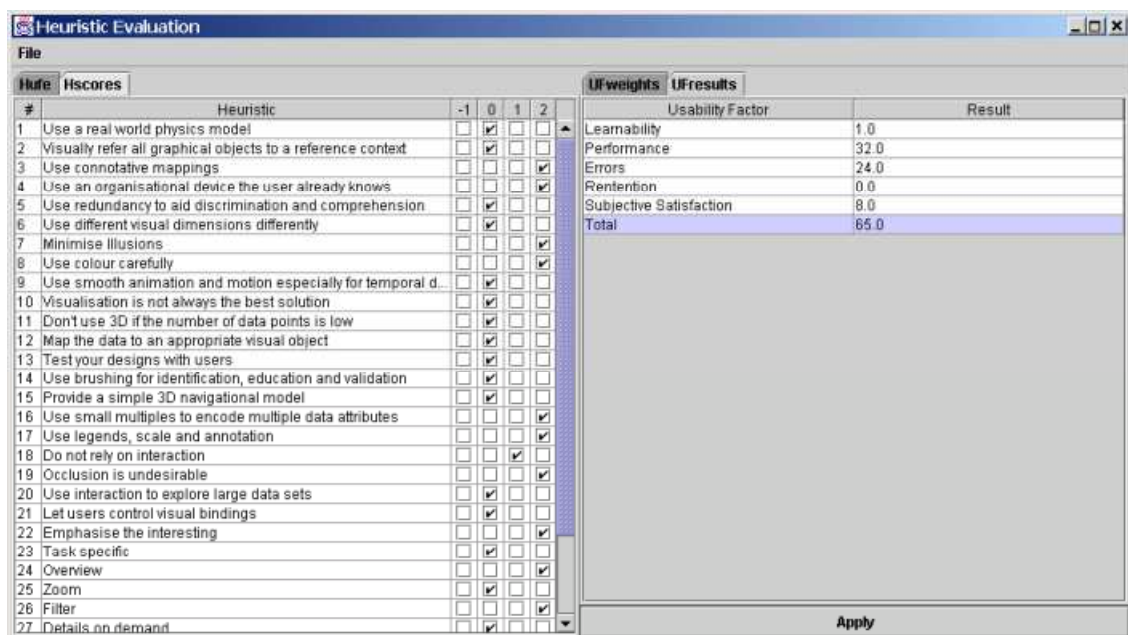 Heuristic Evaluation
File
Hufe Hscores
# Heuristic -1 0 1 2
1 Use a real world physics model
2 Visually refer all graphical objects to a reference context
3 Use connotative mappings
4 Use an organisational device the user already knows
5 Use redundancy to aid discrimination and comprehension
6 Use different visual dimensions differently
7 Minimise Illusions
8 Use colour carefully
9 Use smooth animation and motion especially for temporal d...
10 Visualisation is not always the best solution
11 Don't use 3D if the number of data points is low
12 Map the data to an appropriate visual object
13 Test your designs with users
14 Use brushing for identification, education and validation
15 Provide a simple 3D navigational model
16 Use small multiples to encode multiple data attributes
17 Use legends, scale and annotation
18 Do not rely on interaction
19 Occlusion is undesirable
20 Use interaction to explore large data sets
21 Let users control visual bindings
22 Emphasise the interesting
23 Task specific
24 Overview
25 Zoom
26 Filter
27 Details on demand
UFweights UFresults
Usability Factor Result
Learnability 1.0
Performance 32.0
Errors 24.0
Rentention 0.0
Subjective Satisfaction 8.0
Total 65.0
Apply